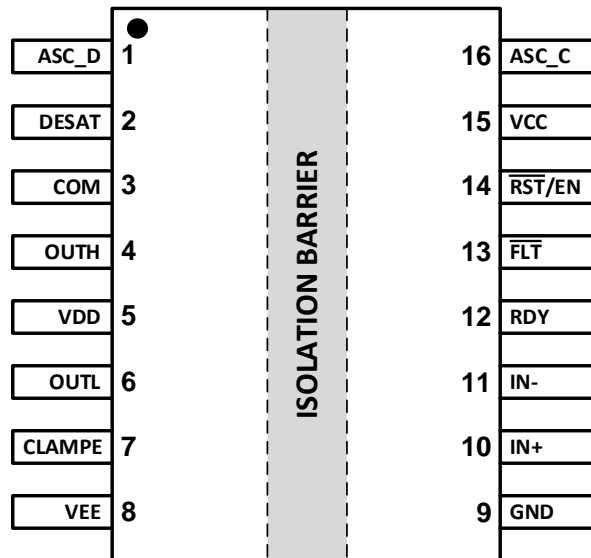 ASC_D 1 16 ASC_C
DESAT 2 15 VCC
COM 3 14 RST/EN
OUTH 4 13 FLT
VDD 5 12 RDY
OUTL 6 11 IN-
CLAMPE 7 10 IN+
VEE 8 9 GND
ISOLATION BARRIER